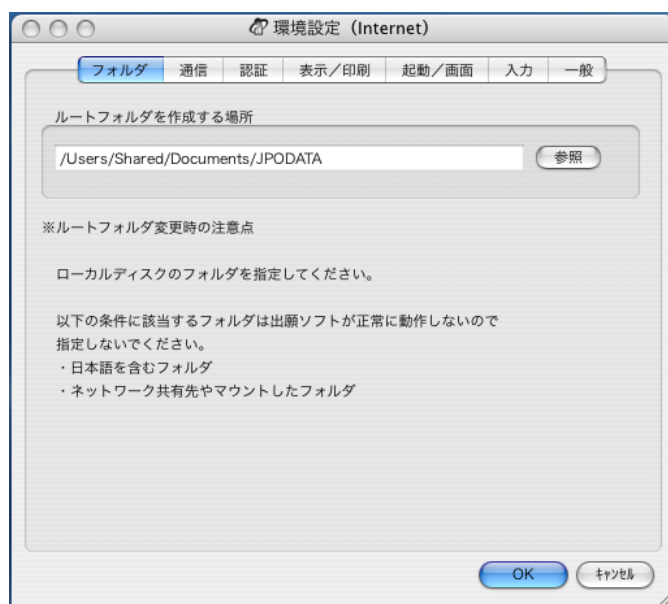 環境設定（Internet）
フォルダ 通信 認証 表示／印刷 起動／画面 入力 一般
ルートフォルダを作成する場所
/Users/Shared/Documents/JPODATA 参照
※ルートフォルダ変更時の注意点
ローカルディスクのフォルダを指定してください。
以下の条件に該当するフォルダは出願ソフトが正常に動作しないので
指定しないでください。
・日本語を含むフォルダ
・ネットワーク共有先やマウントしたフォルダ
OK ｷｬﾝｾﾙ